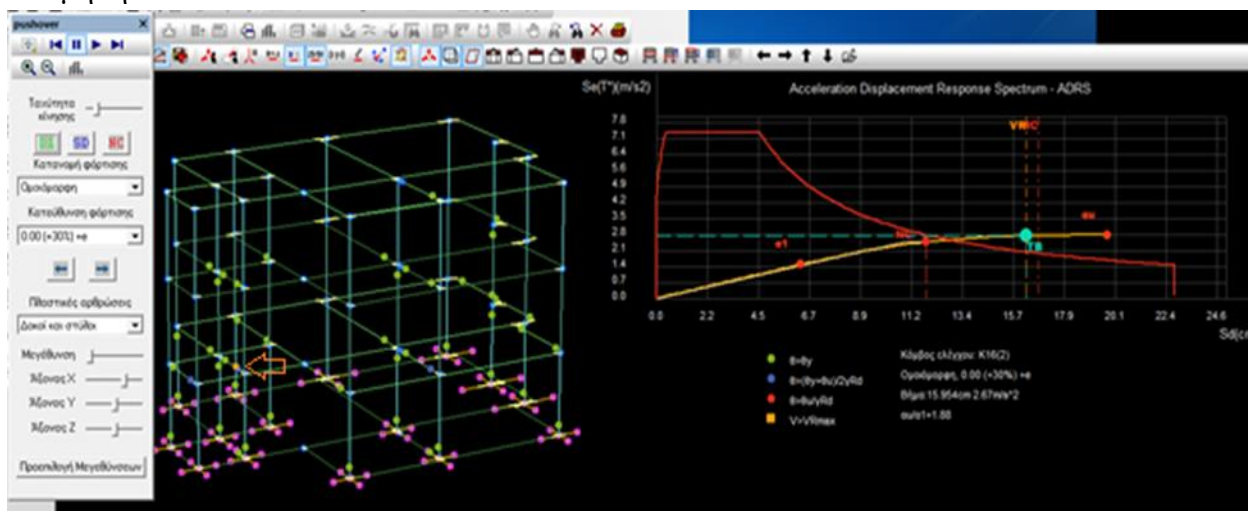 pushover
Ταχύτητα
κίνησης
SD
NC
Κατανομή φόρτισης
Ομοιόμορφη
Κατεύθυνση φόρτισης
0.00 (+30%) +e
Πλαστικές αρθρώσεις
Δοκοί και στύλοι
Μεγέθυνση
Άξονας X
Άξονας Y
Άξονας Z
Προεπιλογή Μεγεθύνσεων
Se(T*)(m/s2)
Acceleration Displacement Response Spectrum - ADRS
7.8
7.1
6.4
5.6
4.9
4.2
3.5
2.8
2.1
1.4
0.7
0.0
TB
0.0 2.2 4.5 6.7 8.9 11.2 13.4 15.7 17.9 20.1 22.4 24.6
Sd(cm
θ=θy
θ=(θy+θu)/2γRd
θ=θu/γRd
V>VRmax
Κόμβος ελέγχου: K16(2)
Ομοιόμορφη, 0.00 (+30%) +e
Βήμα:15.954cm 2.67m/s^2
αu/α1=1.88